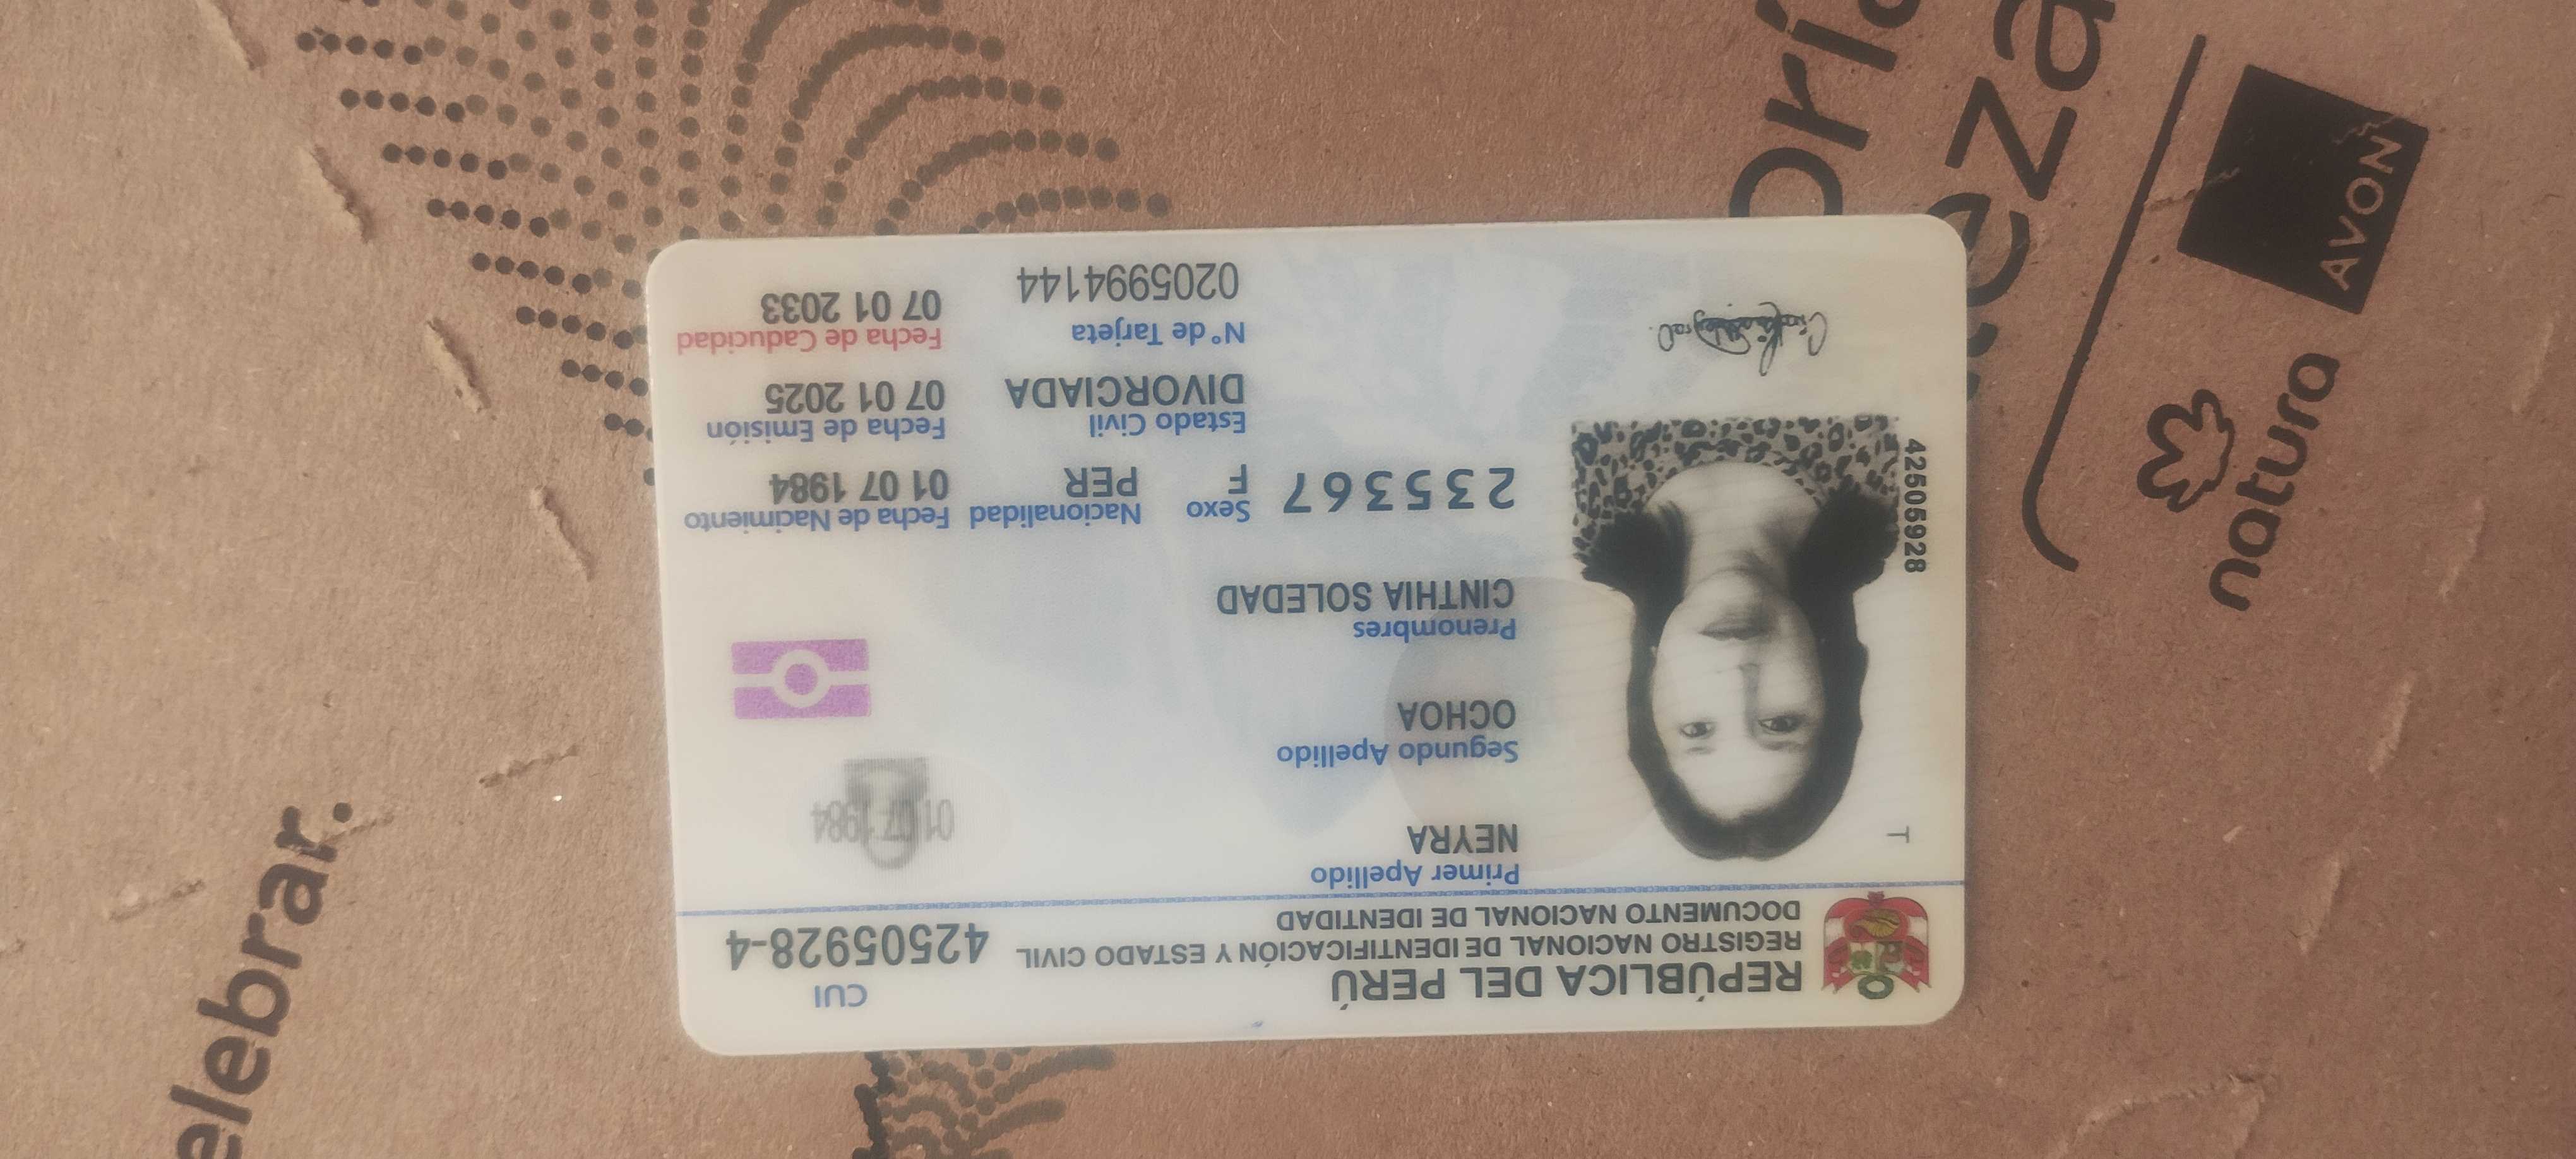 REPÚBLICA DEL PERÚ
REGISTRO NACIONAL DE IDENTIFICACIÓN Y ESTADO CIVIL
DOCUMENTO NACIONAL DE IDENTIDAD
CUI
42505928-4
Primer Apellido
NEYRA
Segundo Apellido
OCHOA
Prenombres
CINTHIA SOLEDAD
T
42505928
01 07 1984
235367
Sexo
F
Nacionalidad
PER
Fecha de Nacimiento
01 07 1984
Estado Civil
DIVORCIADA
Fecha de Emisión
07 01 2025
N° de Tarjeta
0205994144
Fecha de Caducidad
07 01 2033
natura
AVON
elebrar.